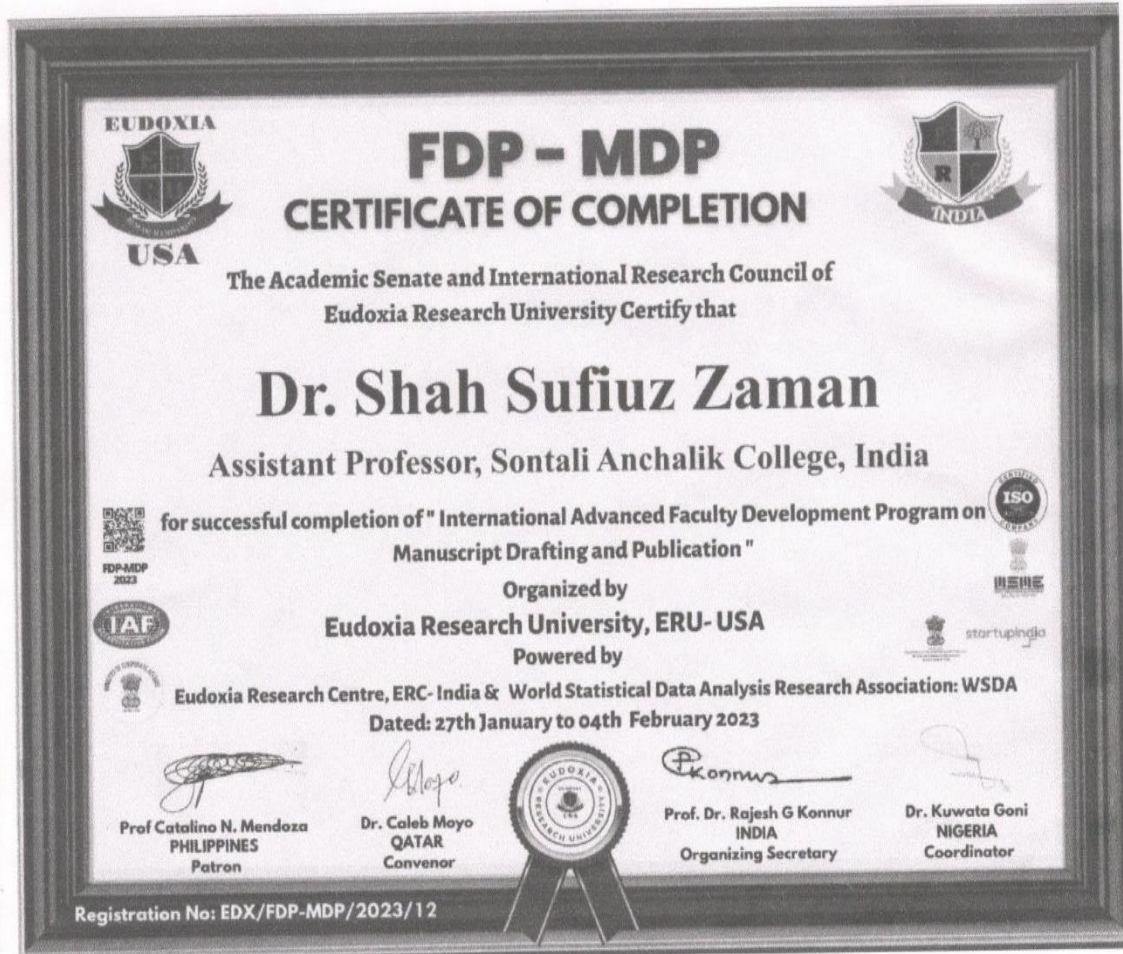 EUDOXIA
USA
INDIA
FDP - MDP
CERTIFICATE OF COMPLETION
The Academic Senate and International Research Council of
Eudoxia Research University Certify that
Dr. Shah Sufiuz Zaman
Assistant Professor, Sontali Anchalik College, India
for successful completion of " International Advanced Faculty Development Program on
Manuscript Drafting and Publication "
FDP-MDP
2023
CERTIFIED
ISO
COMPANY
MSME
IAF
startupindia
Organized by
Eudoxia Research University, ERU- USA
Powered by
Eudoxia Research Centre, ERC- India & World Statistical Data Analysis Research Association: WSDA
Dated: 27th January to 04th February 2023
Prof Catalino N. Mendoza
PHILIPPINES
Patron
Dr. Caleb Moyo
QATAR
Convenor
EUDOXIA RESEARCH UNIVERSITY
Prof. Dr. Rajesh G Konnur
INDIA
Organizing Secretary
Dr. Kuwata Goni
NIGERIA
Coordinator
Registration No: EDX/FDP-MDP/2023/12